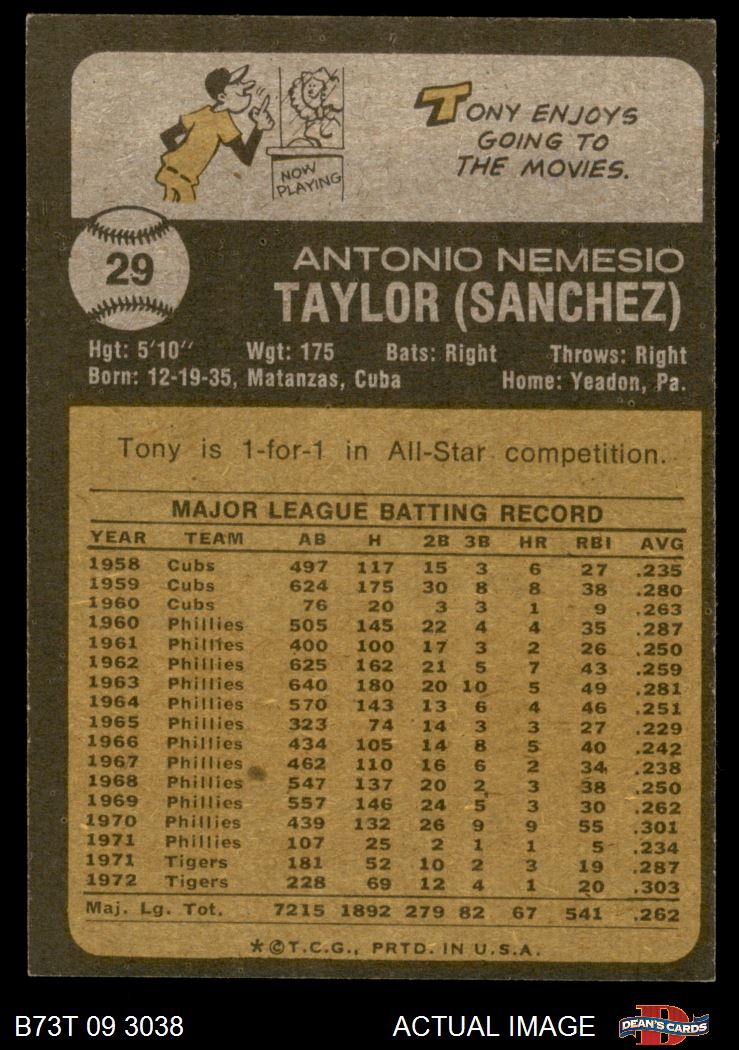 TONY ENJOYS
GOING TO
THE MOVIES.
NOW
PLAYING
29
ANTONIO NEMESIO
TAYLOR (SANCHEZ)
Hgt: 5'10" Wgt: 175 Bats: Right Throws: Right
Born: 12-19-35, Matanzas, Cuba Home: Yeadon, Pa.
Tony is 1-for-1 in All-Star competition.
MAJOR LEAGUE BATTING RECORD
YEAR TEAM AB H 2B 3B HR RBI AVG
1958 Cubs 497 117 15 3 6 27 .235
1959 Cubs 624 175 30 8 8 38 .280
1960 Cubs 76 20 3 3 1 9 .263
1960 Phillies 505 145 22 4 4 35 .287
1961 Phillies 400 100 17 3 2 26 .250
1962 Phillies 625 162 21 5 7 43 .259
1963 Phillies 640 180 20 10 5 49 .281
1964 Phillies 570 143 13 6 4 46 .251
1965 Phillies 323 74 14 3 3 27 .229
1966 Phillies 434 105 14 8 5 40 .242
1967 Phillies 462 110 16 6 2 34 .238
1968 Phillies 547 137 20 2 3 38 .250
1969 Phillies 557 146 24 5 3 30 .262
1970 Phillies 439 132 26 9 9 55 .301
1971 Phillies 107 25 2 1 1 5 .234
1971 Tigers 181 52 10 2 3 19 .287
1972 Tigers 228 69 12 4 1 20 .303
Maj. Lg. Tot. 7215 1892 279 82 67 541 .262
*©T.C.G., PRTD. IN U.S.A.
B73T 09 3038 ACTUAL IMAGE
D
DEAN'S CARDS